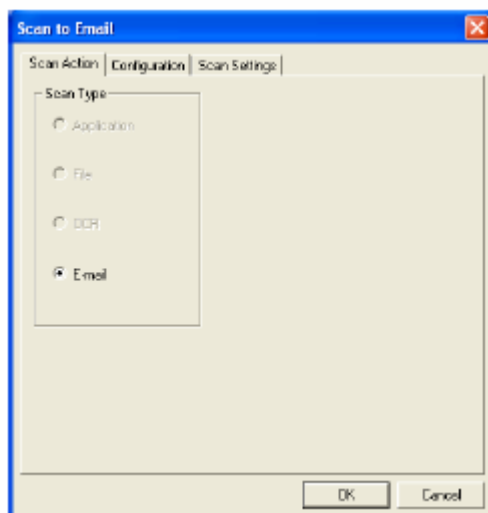 Scan to Email
Scan Action Configuration Scan Settings
Scan Type
Application
File
OCR
E-mail
OK Cancel